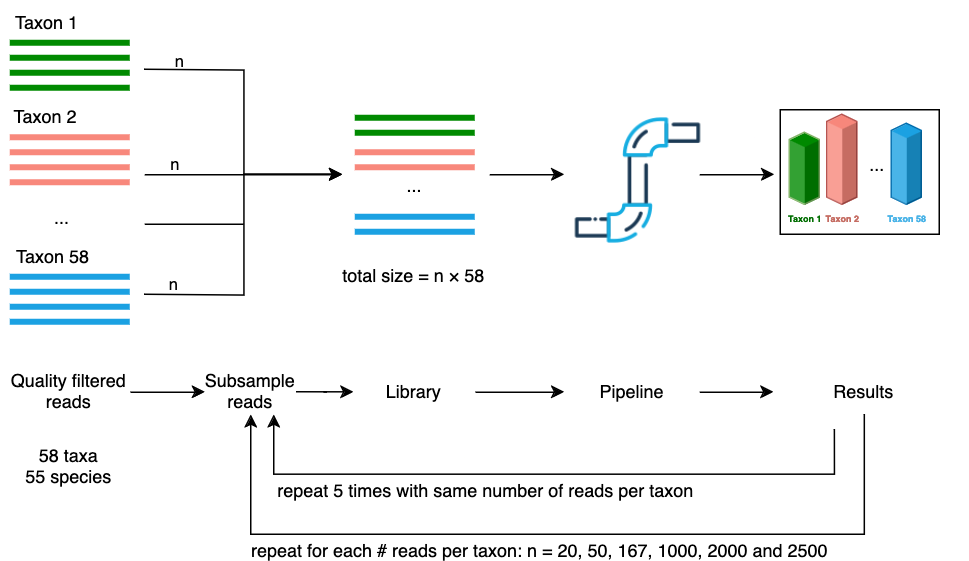 Taxon 1
n
Taxon 2
n
...
Taxon 58
n
...
total size = n × 58
...
Taxon 1 Taxon 2 Taxon 58
Quality filtered
reads
Subsample
reads
Library
Pipeline
Results
58 taxa
55 species
repeat 5 times with same number of reads per taxon
repeat for each # reads per taxon: n = 20, 50, 167, 1000, 2000 and 2500